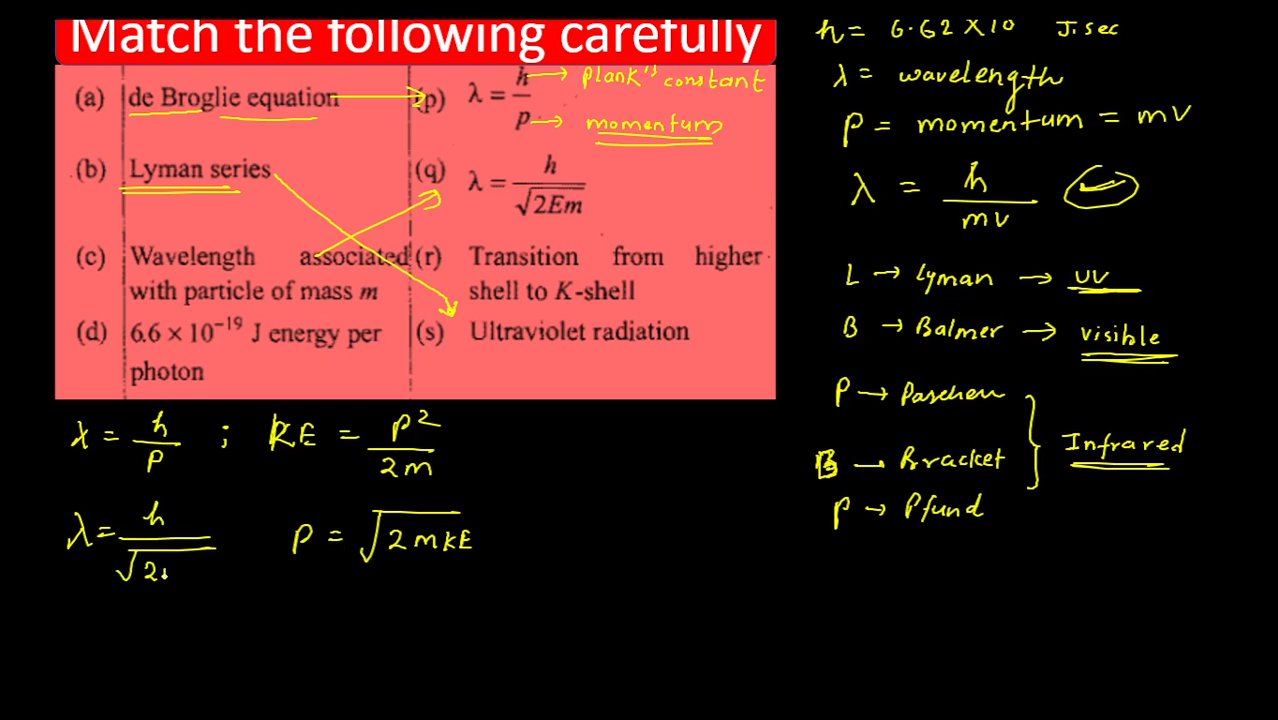 Match the following carefully
(a) de Broglie equation (p) λ = h/p
plank's constant
momentum
(b) Lyman series (q) λ = h/√2Em
(c) Wavelength associated (r) Transition from higher
with particle of mass m shell to K-shell
(d) 6.6 × 10⁻¹⁹ J energy per (s) Ultraviolet radiation
photon
λ = h/P ; KE = P²/2m
λ = h/√2 P = √2mKE
h = 6.62 × 10 J.sec
λ = wavelength
P = momentum = mv
λ = h/mv
L → Lyman → UV
B → Balmer → visible
P → Paschen
B → Bracket Infrared
P → Pfund